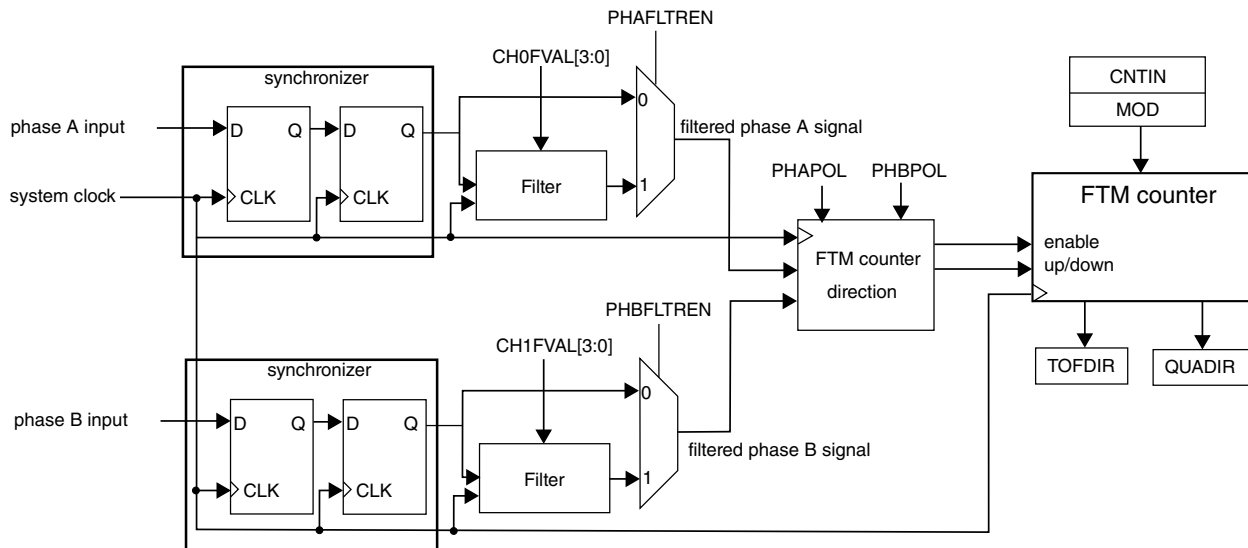 PHAFLTREN
CH0FVAL[3:0]
synchronizer
CNTIN
MOD
0
phase A input
D
Q
D
Q
filtered phase A signal
Filter
1
PHAPOL
PHBPOL
FTM counter
system clock
CLK
CLK
FTM counter
direction
enable
up/down
PHBFLTREN
CH1FVAL[3:0]
synchronizer
TOFDIR
QUADIR
0
phase B input
D
Q
D
Q
filtered phase B signal
Filter
1
CLK
CLK